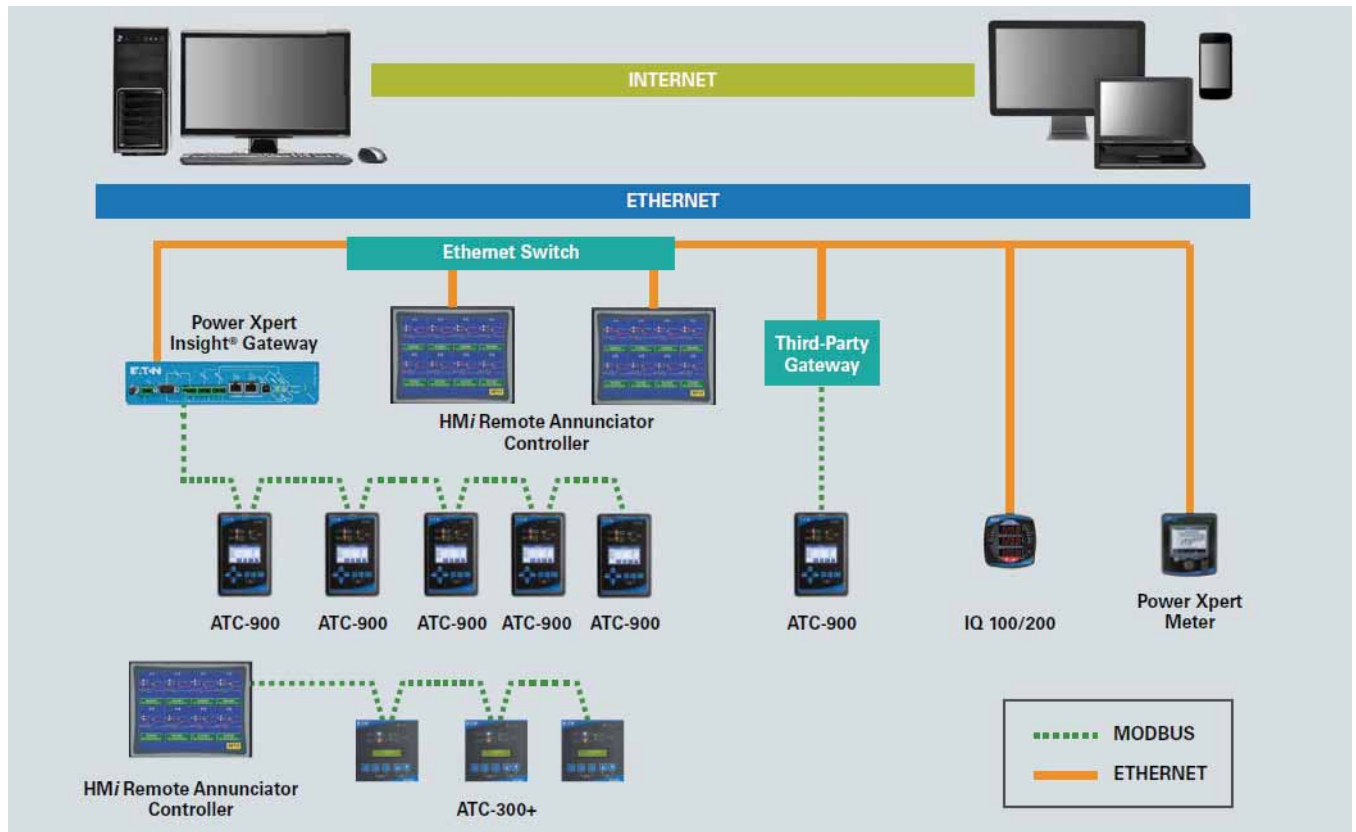 INTERNET
ETHERNET
Ethernet Switch
Power Xpert
Insight® Gateway
Third-Party
Gateway
E·T·N
HMi Remote Annunciator
Controller
ATC-900
ATC-900
ATC-900
ATC-900
ATC-900
ATC-900
IQ 100/200
Power Xpert
Meter
HMi Remote Annunciator
Controller
ATC-300+
MODBUS
ETHERNET